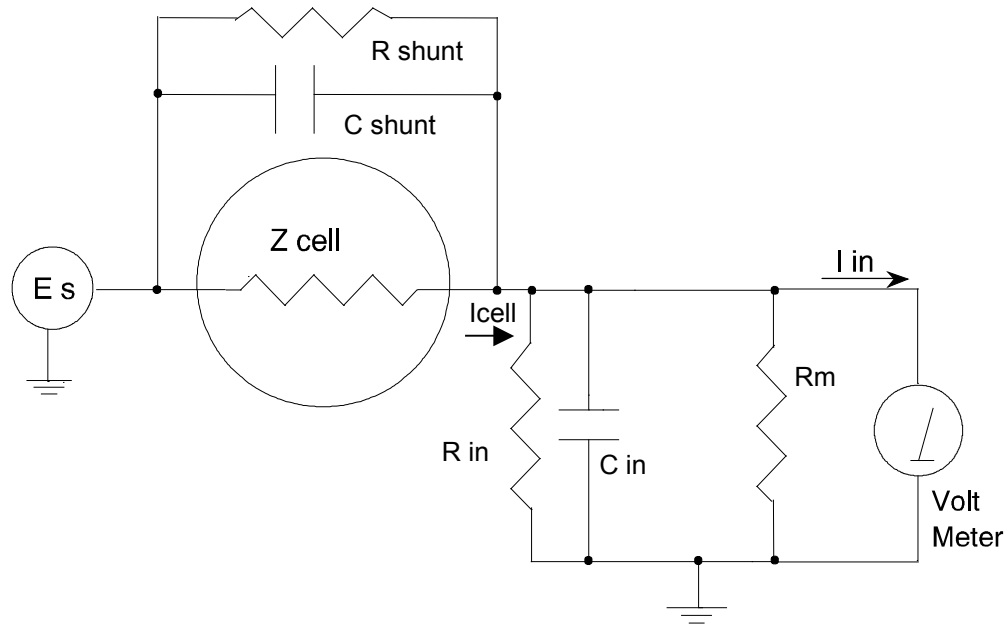 R shunt
C shunt
Z cell
E s
I in
Icell
Rm
R in
C in
Volt
Meter